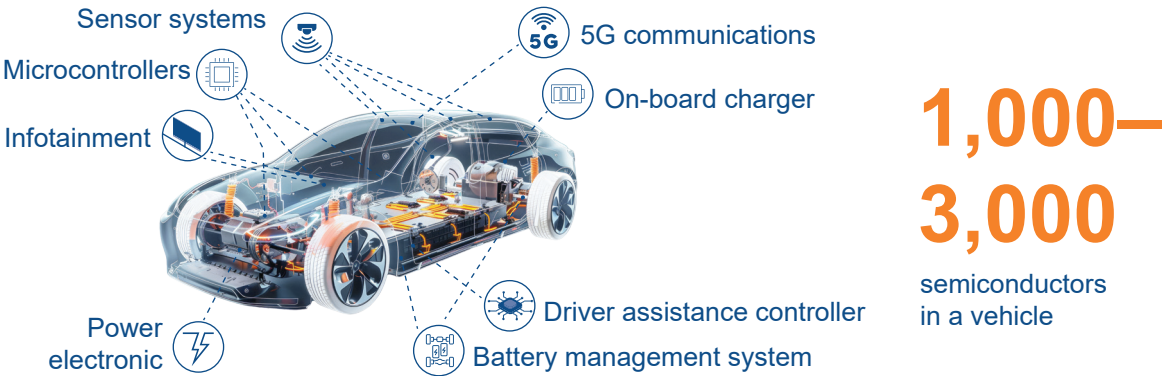 Sensor systems
5G
5G communications
Microcontrollers
On-board charger
Infotainment
1,000–
3,000
semiconductors
in a vehicle
Driver assistance controller
Power
electronic
Battery management system